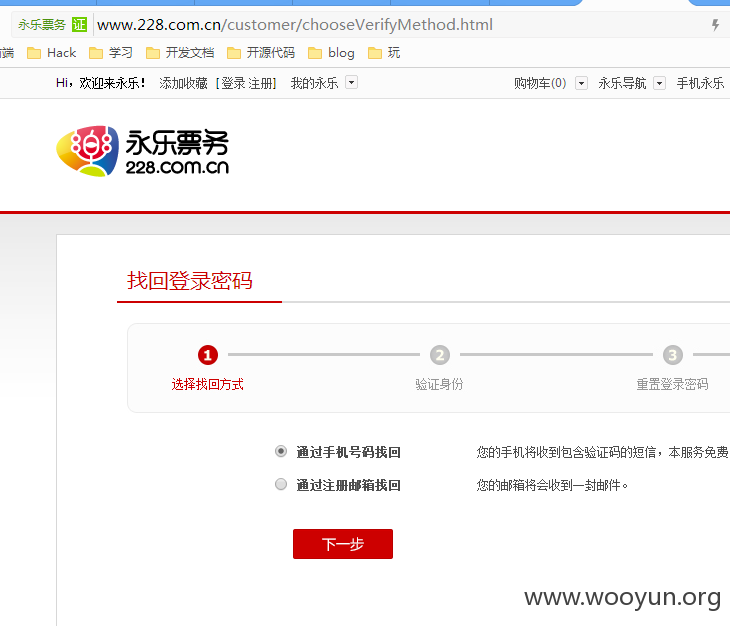 永乐票务 证 www.228.com.cn/customer/chooseVerifyMethod.html
端 Hack 学习 开发文档 开源代码 blog 玩
Hi，欢迎来永乐！ 添加收藏 [登录 注册] 我的永乐 购物车(0) 永乐导航 手机永乐
永乐票务
228.com.cn
找回登录密码
1 2 3
选择找回方式 验证身份 重置登录密码
通过手机号码找回 您的手机将收到包含验证码的短信，本服务免费
通过注册邮箱找回 您的邮箱将会收到一封邮件。
下一步
www.wooyun.org